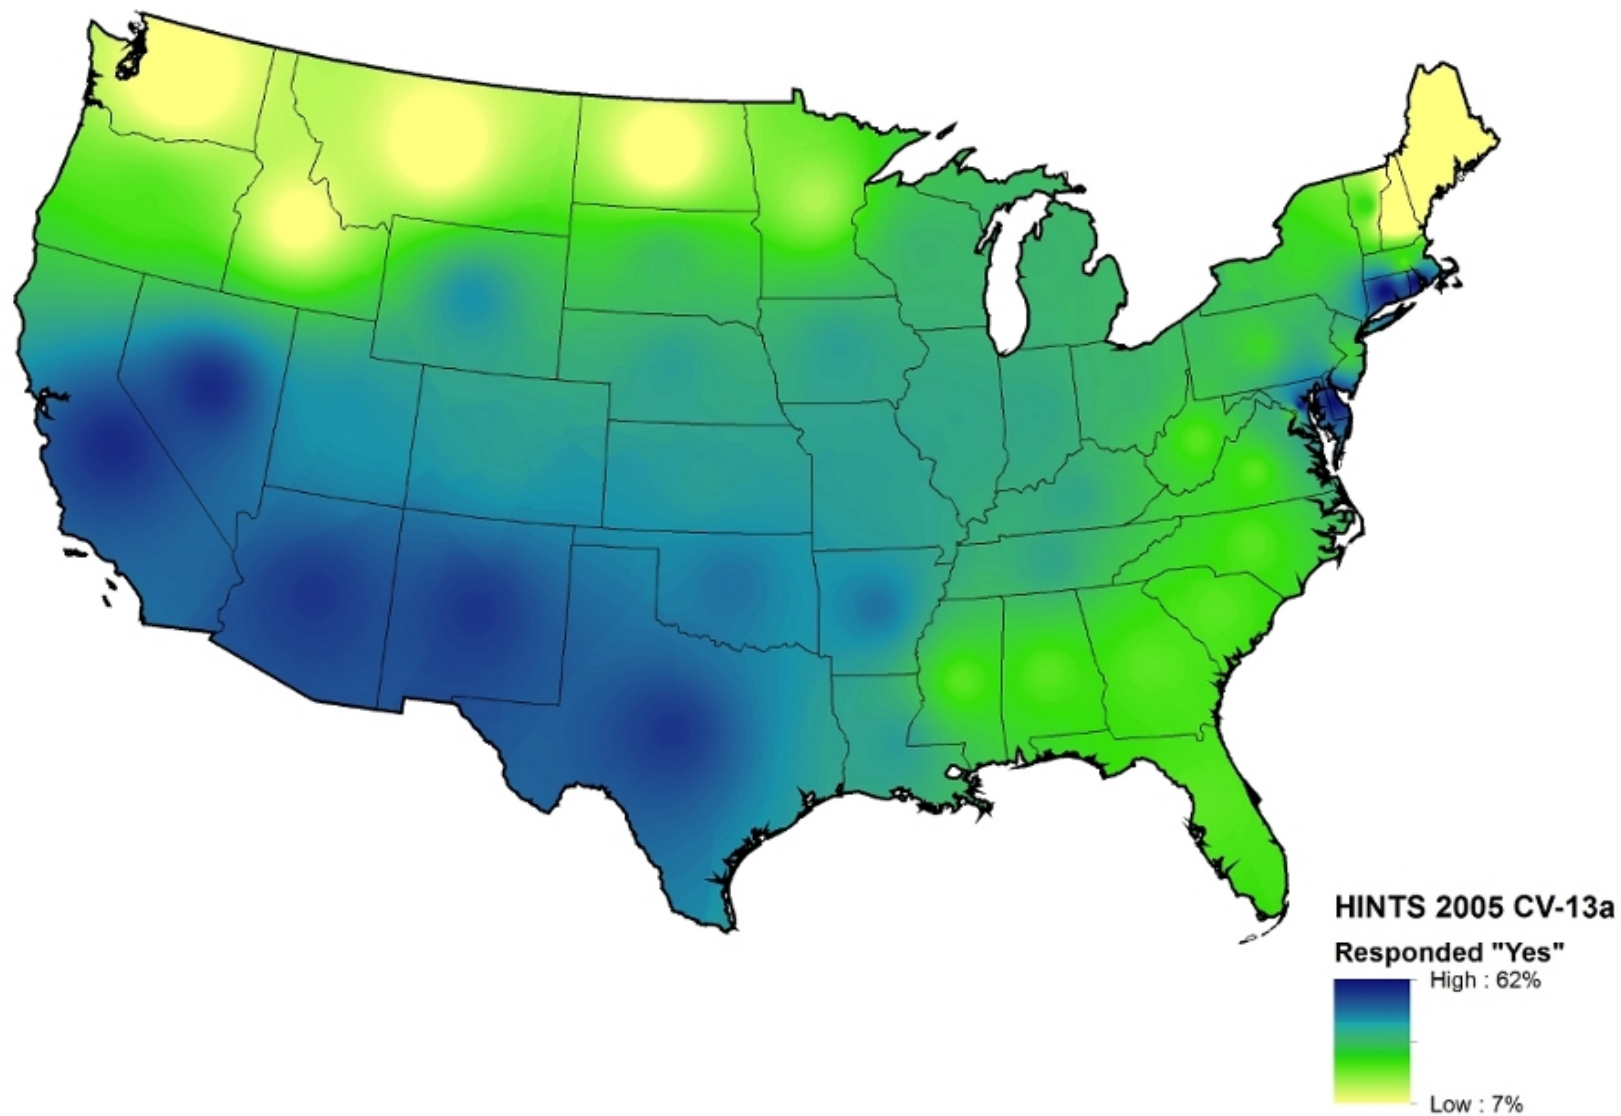 HINTS 2005 CV-13a
Responded "Yes"
High : 62%
Low : 7%